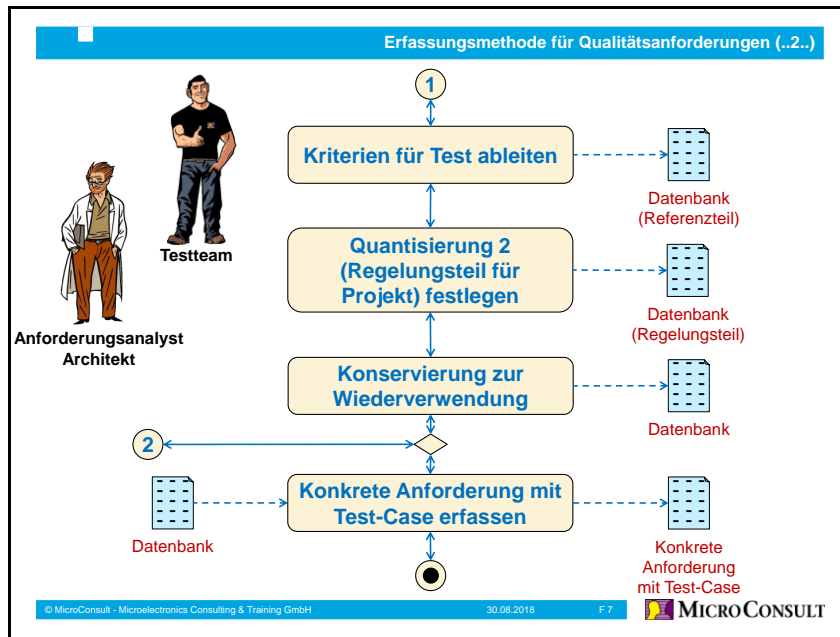 Erfassungsmethode für Qualitätsanforderungen (..2..)
1
Kriterien für Test ableiten
Datenbank
(Referenzteil)
Testteam
Quantisierung 2
(Regelungsteil für
Projekt) festlegen
Datenbank
(Regelungsteil)
Anforderungsanalyst
Architekt
Konservierung zur
Wiederverwendung
Datenbank
2
Konkrete Anforderung mit
Test-Case erfassen
Datenbank
Konkrete
Anforderung
mit Test-Case
© MicroConsult - Microelectronics Consulting & Training GmbH
30.08.2018
F 7
MICROCONSULT